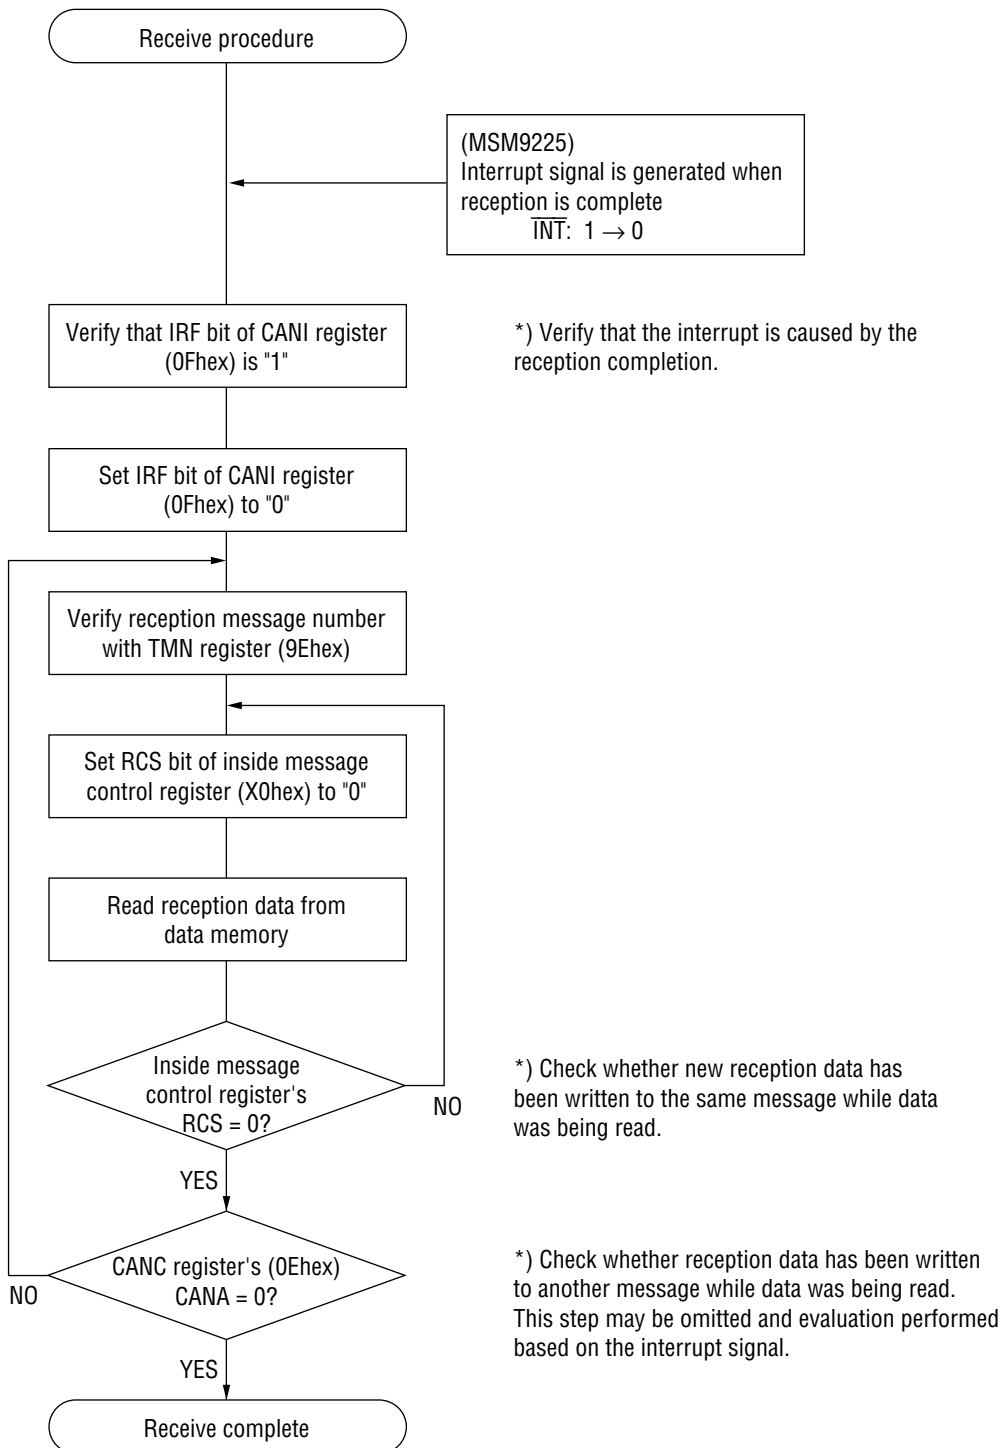 Receive procedure
(MSM9225)
Interrupt signal is generated when
reception is complete
INT: 1 → 0
Verify that IRF bit of CANI register
(0Fhex) is "1"
*) Verify that the interrupt is caused by the
reception completion.
Set IRF bit of CANI register
(0Fhex) to "0"
Verify reception message number
with TMN register (9Ehex)
Set RCS bit of inside message
control register (X0hex) to "0"
Read reception data from
data memory
Inside message
control register's
RCS = 0?
NO
*) Check whether new reception data has
been written to the same message while data
was being read.
YES
CANC register's (0Ehex)
CANA = 0?
NO
*) Check whether reception data has been written
to another message while data was being read.
This step may be omitted and evaluation performed
based on the interrupt signal.
YES
Receive complete